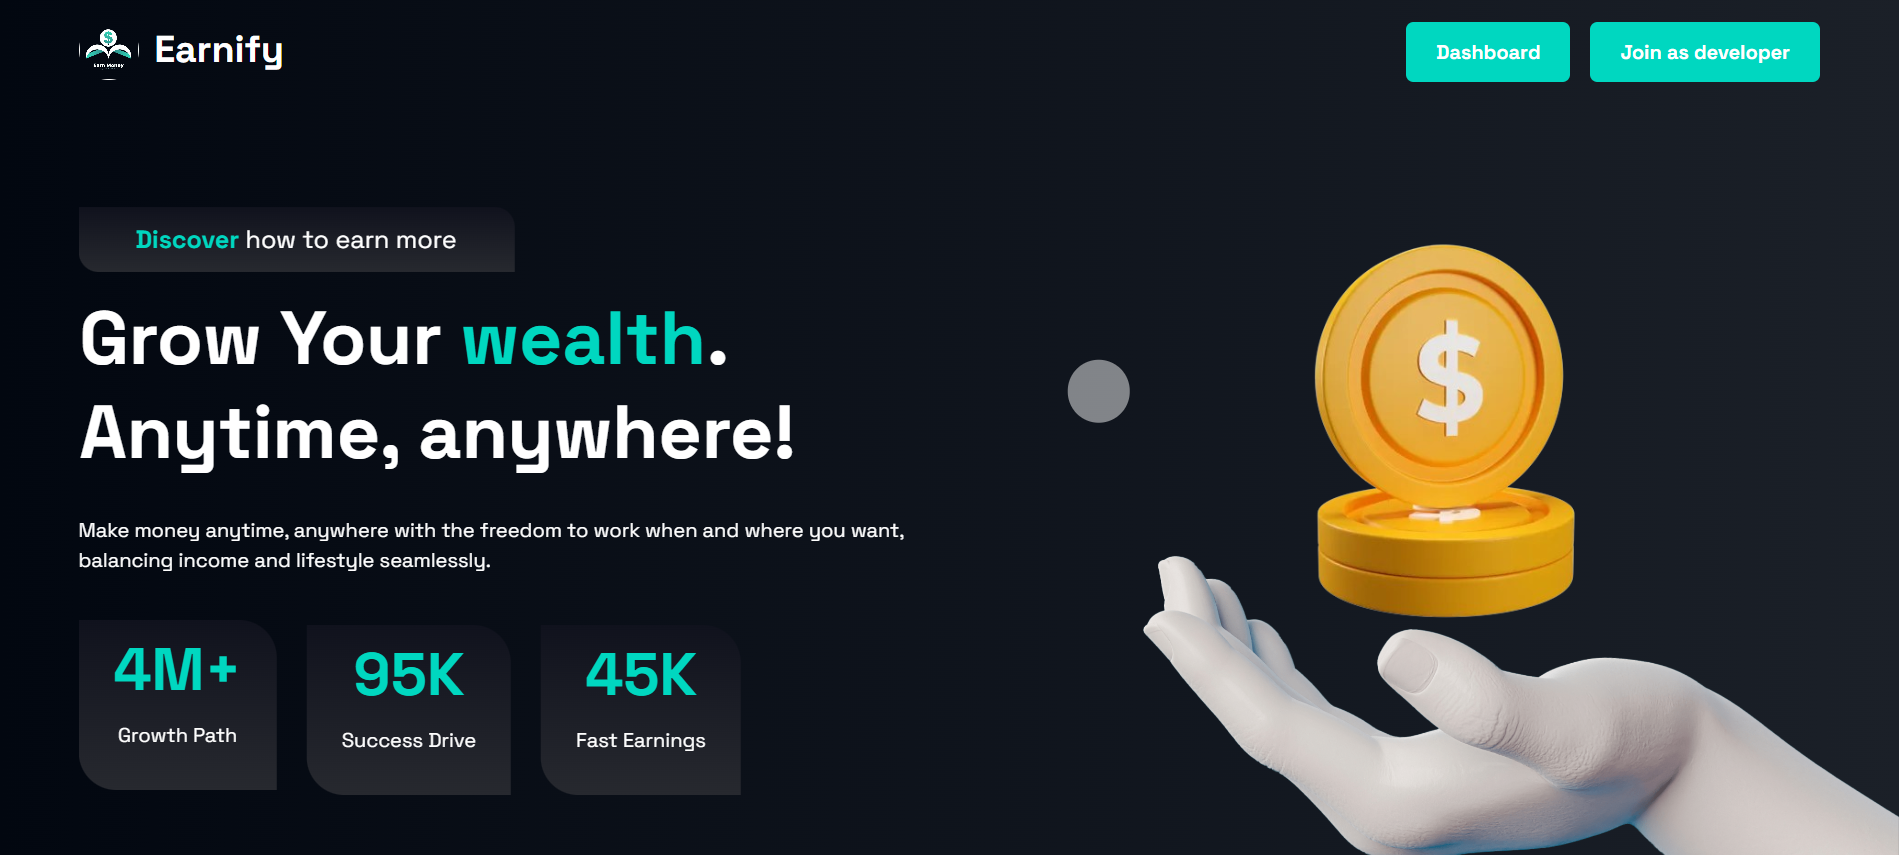 $
Earn Money
Earnify
Dashboard
Join as developer
Discover how to earn more
Grow Your wealth.
Anytime, anywhere!
Make money anytime, anywhere with the freedom to work when and where you want,
balancing income and lifestyle seamlessly.
4M+
Growth Path
95K
Success Drive
45K
Fast Earnings
$